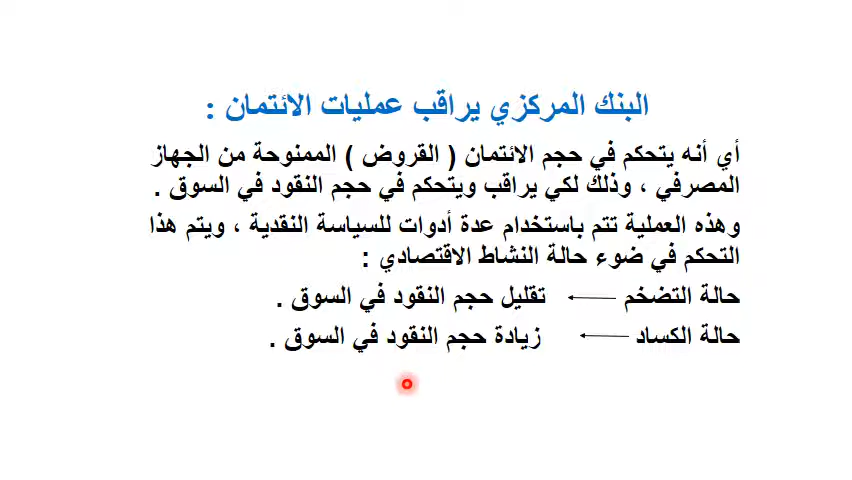 البنك المركزي يراقب عمليات الائتمان :
أي أنه يتحكم في حجم الائتمان ( القروض ) الممنوحة من الجهاز
المصرفي ، وذلك لكي يراقب ويتحكم في حجم النقود في السوق .
وهذه العملية تتم باستخدام عدة أدوات للسياسة النقدية ، ويتم هذا
التحكم في ضوء حالة النشاط الاقتصادي :
حالة التضخم ← تقليل حجم النقود في السوق .
حالة الكساد ← زيادة حجم النقود في السوق .